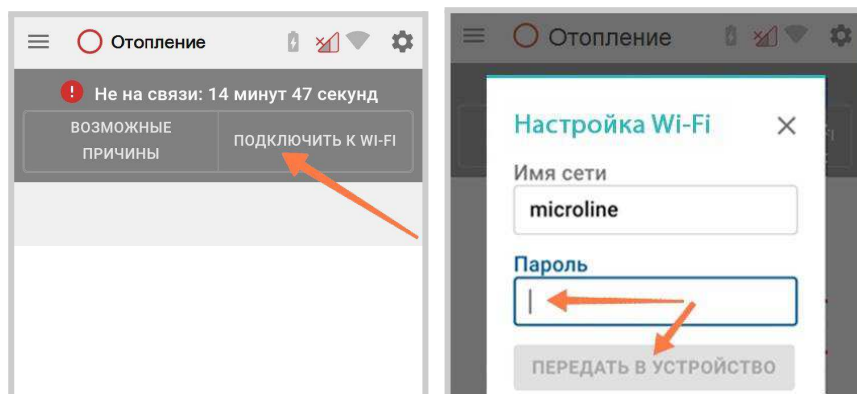 Отопление
Не на связи: 14 минут 47 секунд
ВОЗМОЖНЫЕ
ПРИЧИНЫ
ПОДКЛЮЧИТЬ К WI-FI
Отопление
Настройка Wi-Fi
Имя сети
microline
Пароль
ПЕРЕДАТЬ В УСТРОЙСТВО